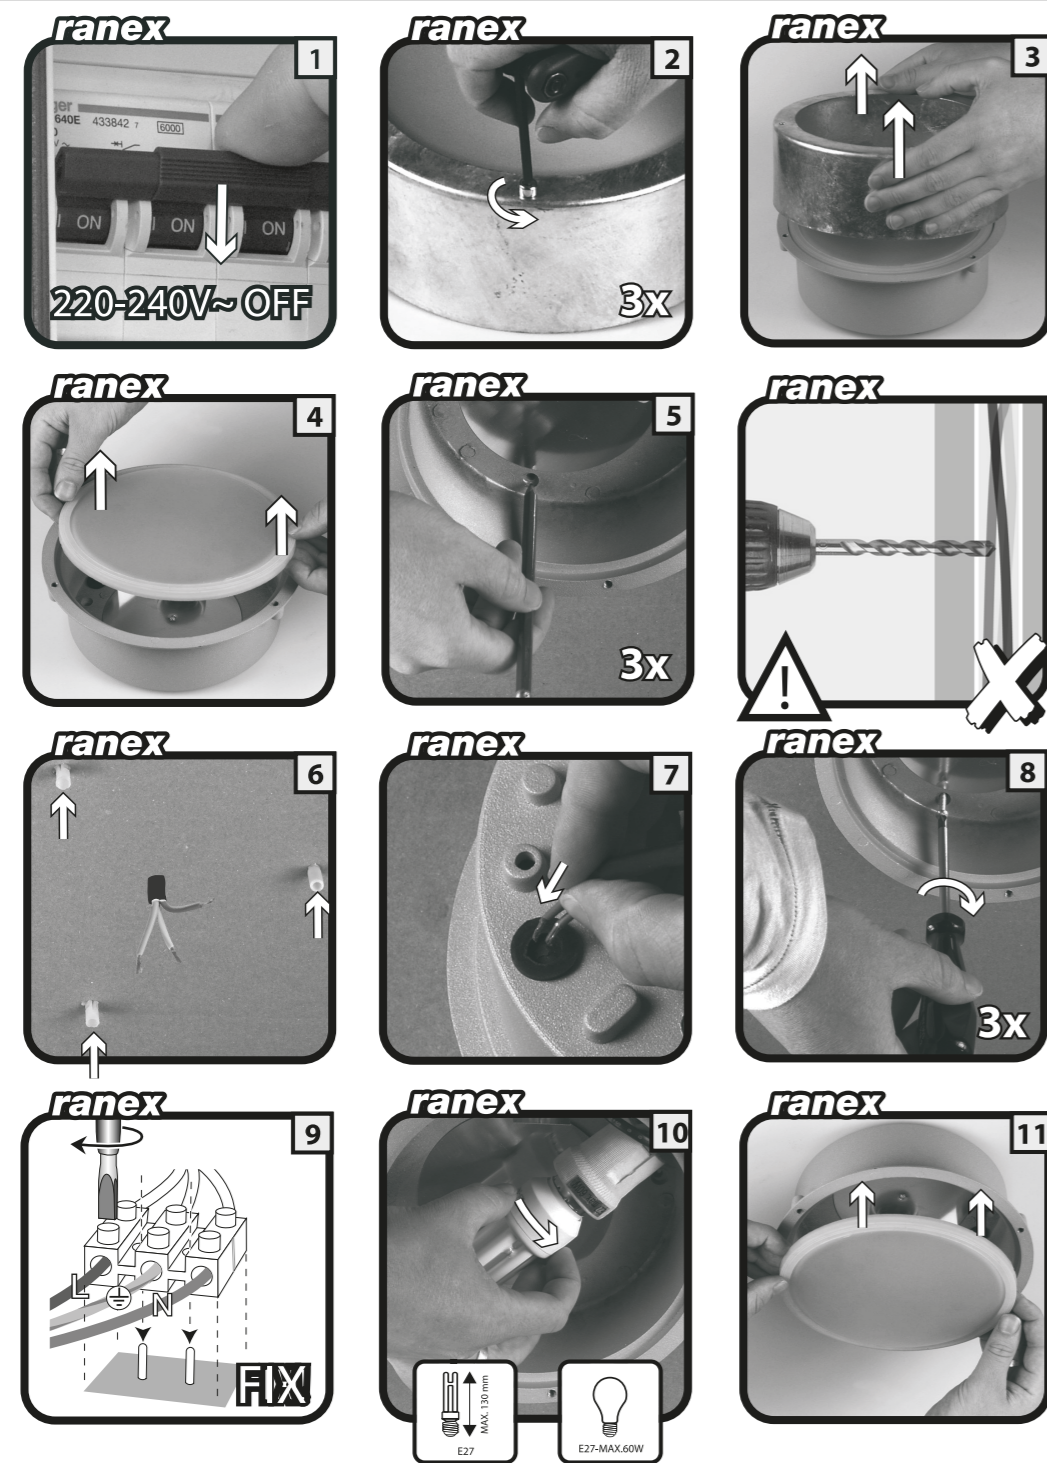 ranex
1
ger
640E 433842 7 6000
ON ON ON
220-240V~ OFF
ranex
2
3x
ranex
3
ranex
4
ranex
5
3x
ranex
!
ranex
6
ranex
7
ranex
8
3x
ranex
9
L
N
FIX
ranex
10
MAX. 130 mm
E27
E27-MAX.60W
ranex
11